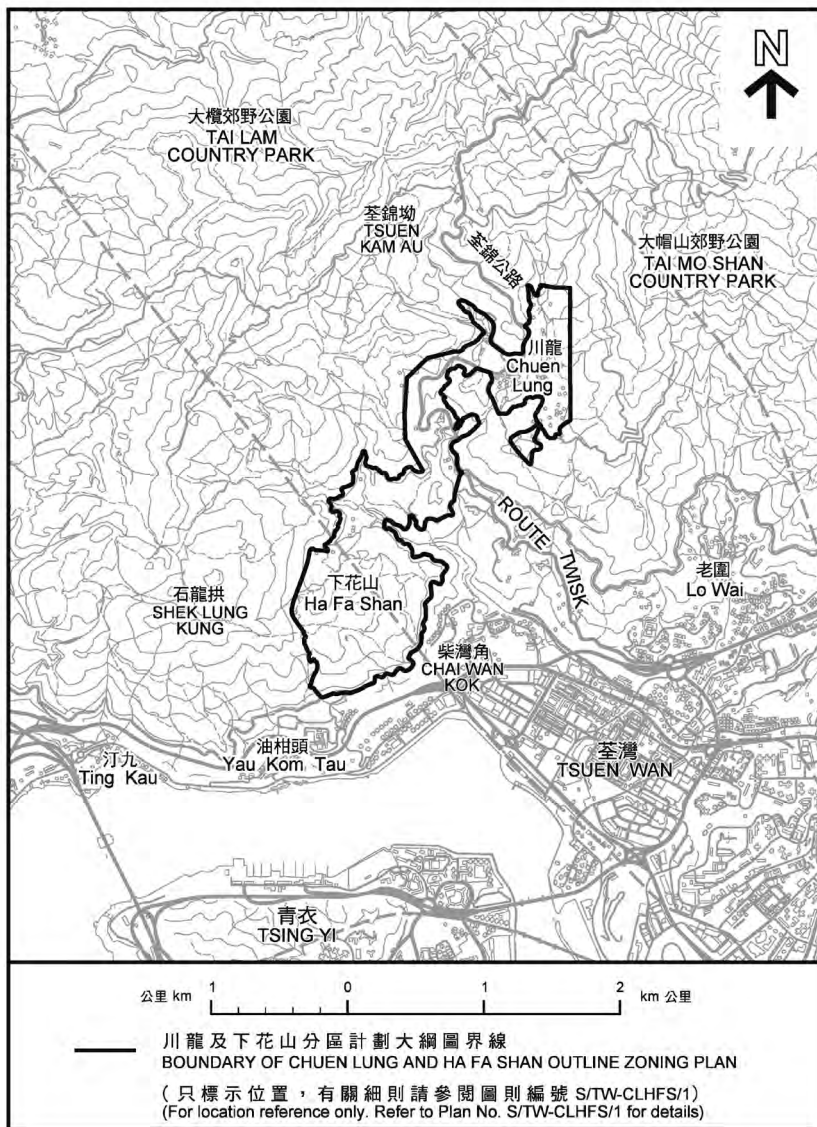 N
大欖郊野公園
TAI LAM
COUNTRY PARK
荃錦坳
TSUEN
KAM AU
荃錦公路
大帽山郊野公園
TAI MO SHAN
COUNTRY PARK
川龍
Chuen
Lung
ROUTE TWISK
老圍
Lo Wai
下花山
Ha Fa Shan
石龍拱
SHEK LUNG
KUNG
柴灣角
CHAI WAN
KOK
油柑頭
Yau Kom Tau
汀九
Ting Kau
荃灣
TSUEN WAN
青衣
TSING YI
公里 km 1 0 1 2 km 公里
川龍及下花山分區計劃大綱圖界線
BOUNDARY OF CHUEN LUNG AND HA FA SHAN OUTLINE ZONING PLAN
(只標示位置，有關細則請參閱圖則編號 S/TW-CLHFS/1)
(For location reference only. Refer to Plan No. S/TW-CLHFS/1 for details)